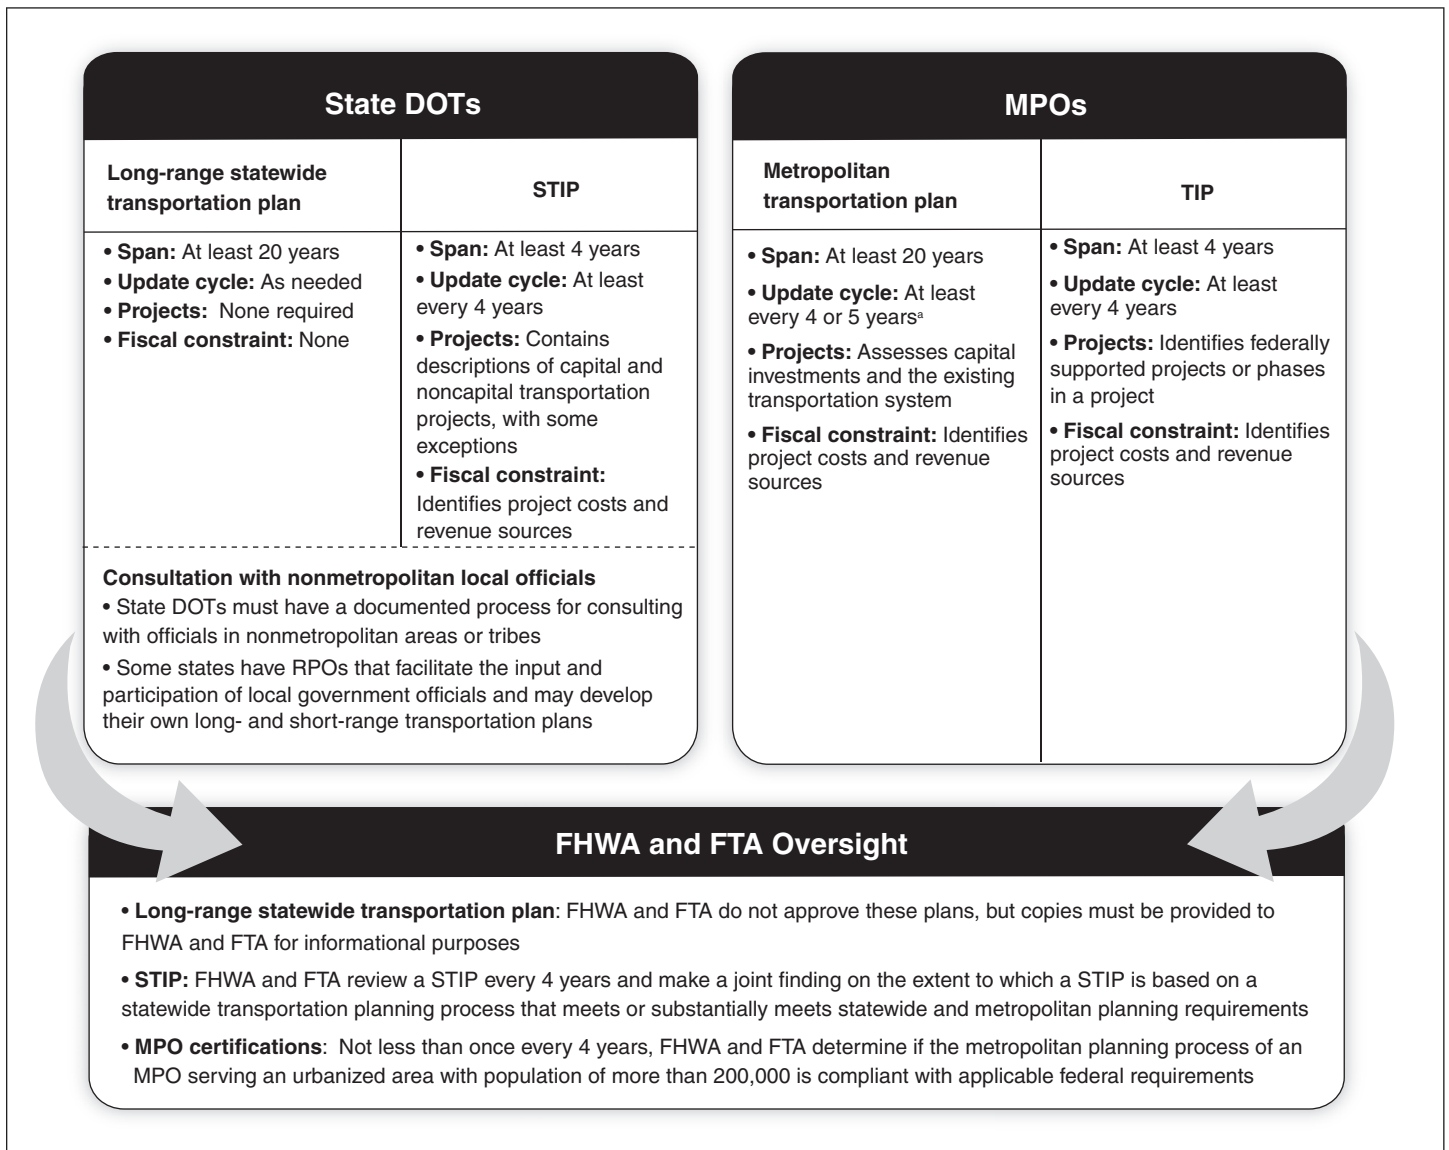 State DOTs
Long-range statewide
transportation plan
STIP
• Span: At least 20 years
• Update cycle: As needed
• Projects: None required
• Fiscal constraint: None
• Span: At least 4 years
• Update cycle: At least
every 4 years
• Projects: Contains
descriptions of capital and
noncapital transportation
projects, with some
exceptions
• Fiscal constraint:
Identifies project costs and
revenue sources
Consultation with nonmetropolitan local officials
• State DOTs must have a documented process for consulting
with officials in nonmetropolitan areas or tribes
• Some states have RPOs that facilitate the input and
participation of local government officials and may develop
their own long- and short-range transportation plans
MPOs
Metropolitan
transportation plan
TIP
• Span: At least 20 years
• Update cycle: At least
every 4 or 5 yearsᵃ
• Projects: Assesses capital
investments and the existing
transportation system
• Fiscal constraint: Identifies
project costs and revenue
sources
• Span: At least 4 years
• Update cycle: At least
every 4 years
• Projects: Identifies federally
supported projects or phases
in a project
• Fiscal constraint: Identifies
project costs and revenue
sources
FHWA and FTA Oversight
• Long-range statewide transportation plan: FHWA and FTA do not approve these plans, but copies must be provided to
FHWA and FTA for informational purposes
• STIP: FHWA and FTA review a STIP every 4 years and make a joint finding on the extent to which a STIP is based on a
statewide transportation planning process that meets or substantially meets statewide and metropolitan planning requirements
• MPO certifications: Not less than once every 4 years, FHWA and FTA determine if the metropolitan planning process of an
MPO serving an urbanized area with population of more than 200,000 is compliant with applicable federal requirements